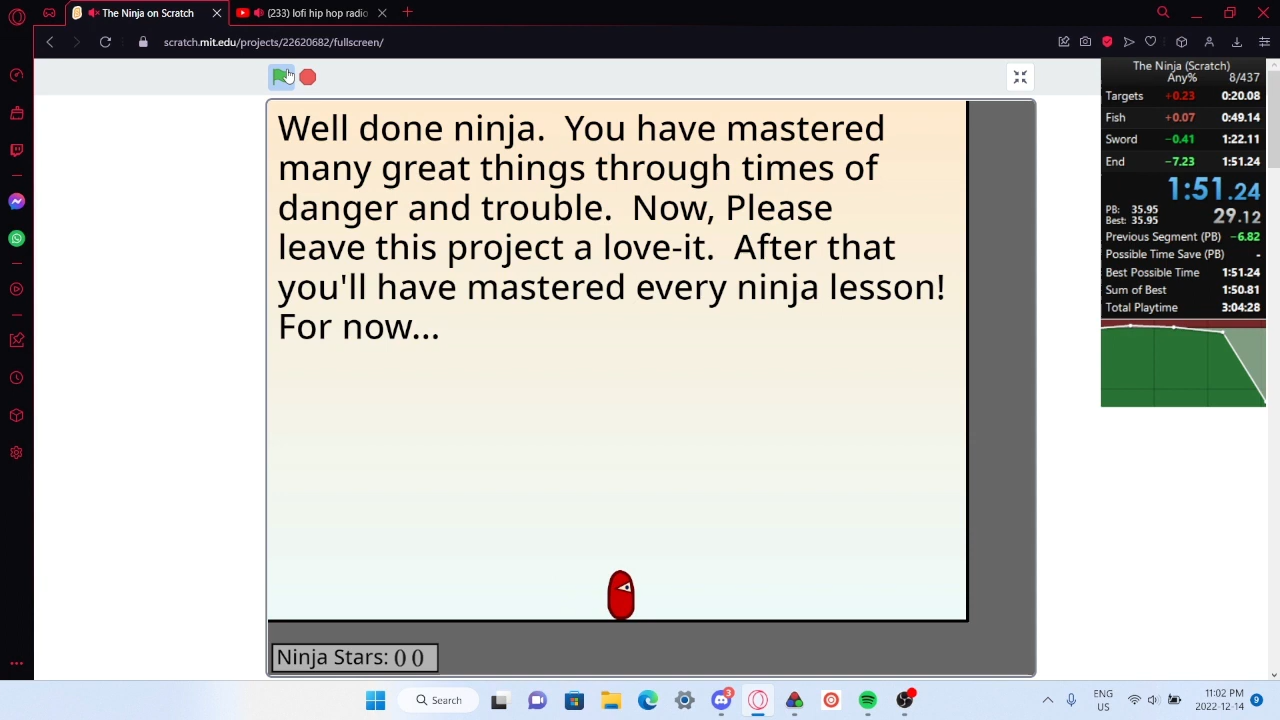 The Ninja on Scratch
(233) lofi hip hop radio
scratch.mit.edu/projects/22620682/fullscreen/
Well done ninja. You have mastered
many great things through times of
danger and trouble. Now, Please
leave this project a love-it. After that
you'll have mastered every ninja lesson!
For now...
Ninja Stars: 00
The Ninja (Scratch)
Any% 8/437
Targets +0.23 0:20.08
Fish +0.07 0:49.14
Sword −0.41 1:22.11
End −7.23 1:51.24
1:51.24
PB: 35.95
Best: 35.95
29.12
Previous Segment (PB) −6.82
Possible Time Save (PB) -
Best Possible Time 1:51.24
Sum of Best 1:50.81
Total Playtime 3:04:28
Search
3
ENG
US
11:02 PM
2022-12-14
9